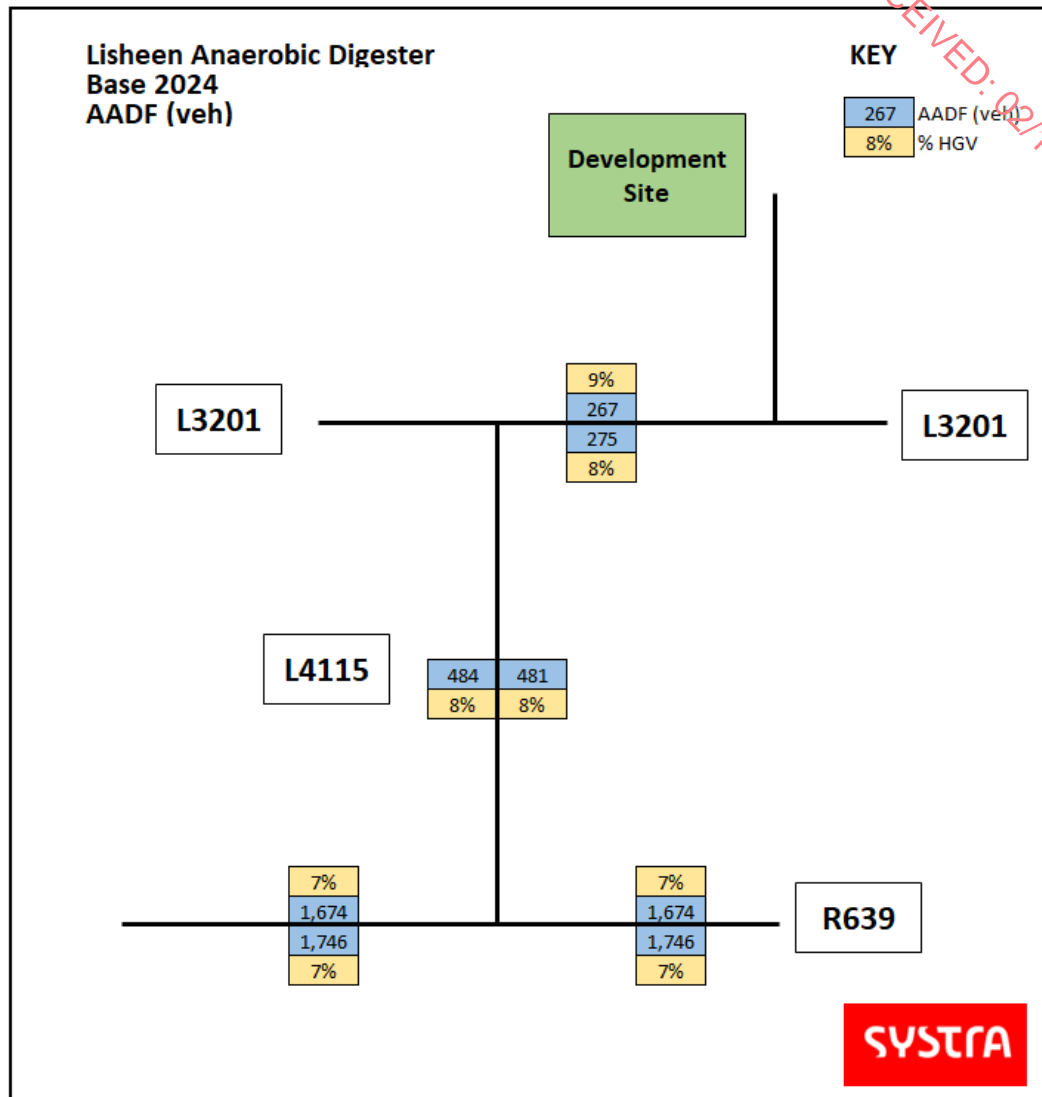 Lisheen Anaerobic Digester
Base 2024
AADF (veh)
KEY
267 AADF (veh)
8% % HGV
Development
Site
9%
267
275
8%
L3201
L3201
L4115
484 481
8% 8%
7%
1,674
1,746
7%
7%
1,674
1,746
7%
R639
SYSTRA